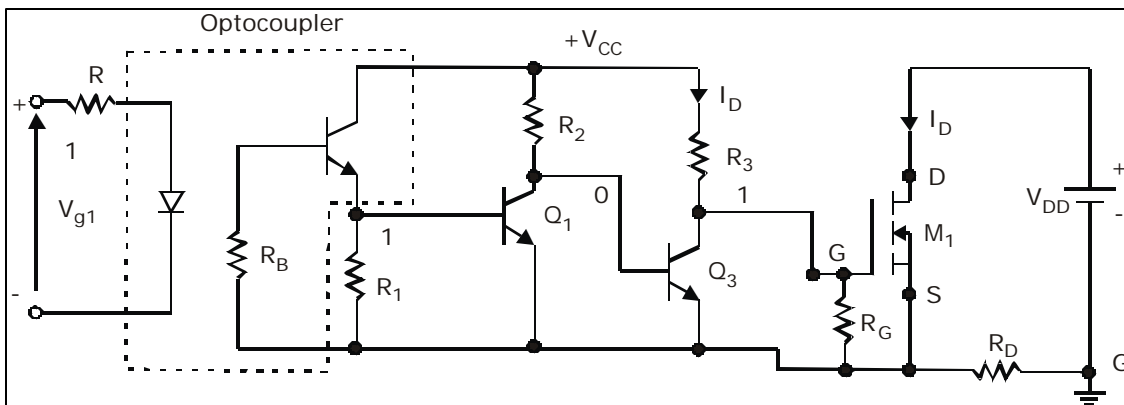 Optocoupler
+VCC
R
+
ID
1
R2
R3
ID
D
+
VDD
-
Vg1
RB
1
Q1
0
1
M1
G
Q3
R1
S
-
RG
RD
G